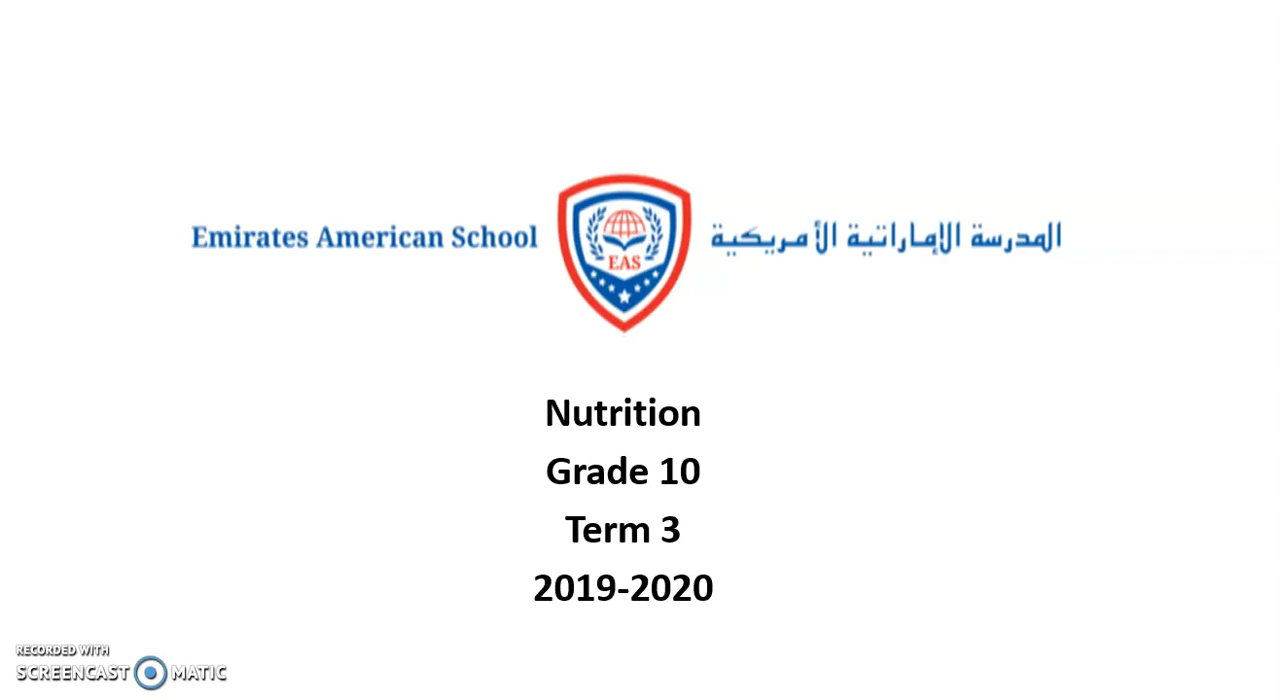 Emirates American School
EAS
المدرسة الإماراتية الأمريكية
Nutrition
Grade 10
Term 3
2019-2020
RECORDED WITH
SCREENCAST MATIC